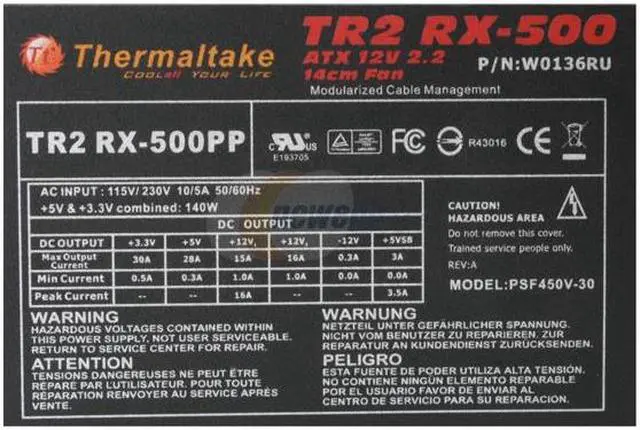 Thermaltake
COOLall YOUR LIFE
TR2 RX-500
ATX 12V 2.2
14cm Fan
P/N:W0136RU
Modularized Cable Management
TR2 RX-500PP
c UL US
E193705
FC
R43016
CE
AC INPUT : 115V/ 230V 10/5A 50/60Hz
+5V & +3.3V combined: 140W
DC OUTPUT
DC OUTPUT +3.3V +5V +12V, +12V, -12V +5VSB
Max Output Current 30A 28A 15A 16A 0.3A 3A
Min Current 0.5A 0.3A 1.0A 1.0A 0.0A 0.0A
Peak Current -- -- 16A -- 3.5A
CAUTION!
HAZARDOUS AREA
Do not remove this cover.
Trained service people only.
REV:A
MODEL:PSF450V-30
WARNING
HAZARDOUS VOLTAGES CONTAINED WITHIN
THIS POWER SUPPLY, NOT USER SERVICEABLE.
RETURN TO SERVICE CENTER FOR REPAIR.
ATTENTION
TENSIONS DANGEREUSES NE PEUT ÊTRE
REPARÉ PAR L'UTILISATEUR. POUR TOUTE
RÉPARATION RENVOYER AU SERVICE APRÈS
VENTE.
WARNUNG
NETZTEIL UNTER GEFÄHRLICHER SPANNUNG.
NICHT VOM BENUTZER ZU REPARIEREN. ZUR
REPARATUR AN KUNDENDIENST ZURÜCKSENDEN.
PELIGRO
ESTA FUENTE DE PODER UTILIZA ALTA TENSIÓN.
NO CONTIENE NINGÚN ELEMENTO REPARABLE
POR EL USUARIO FAVOR DE ENVIAR AL
CENTRO DE SERVICIO PARA SU REPARACION.